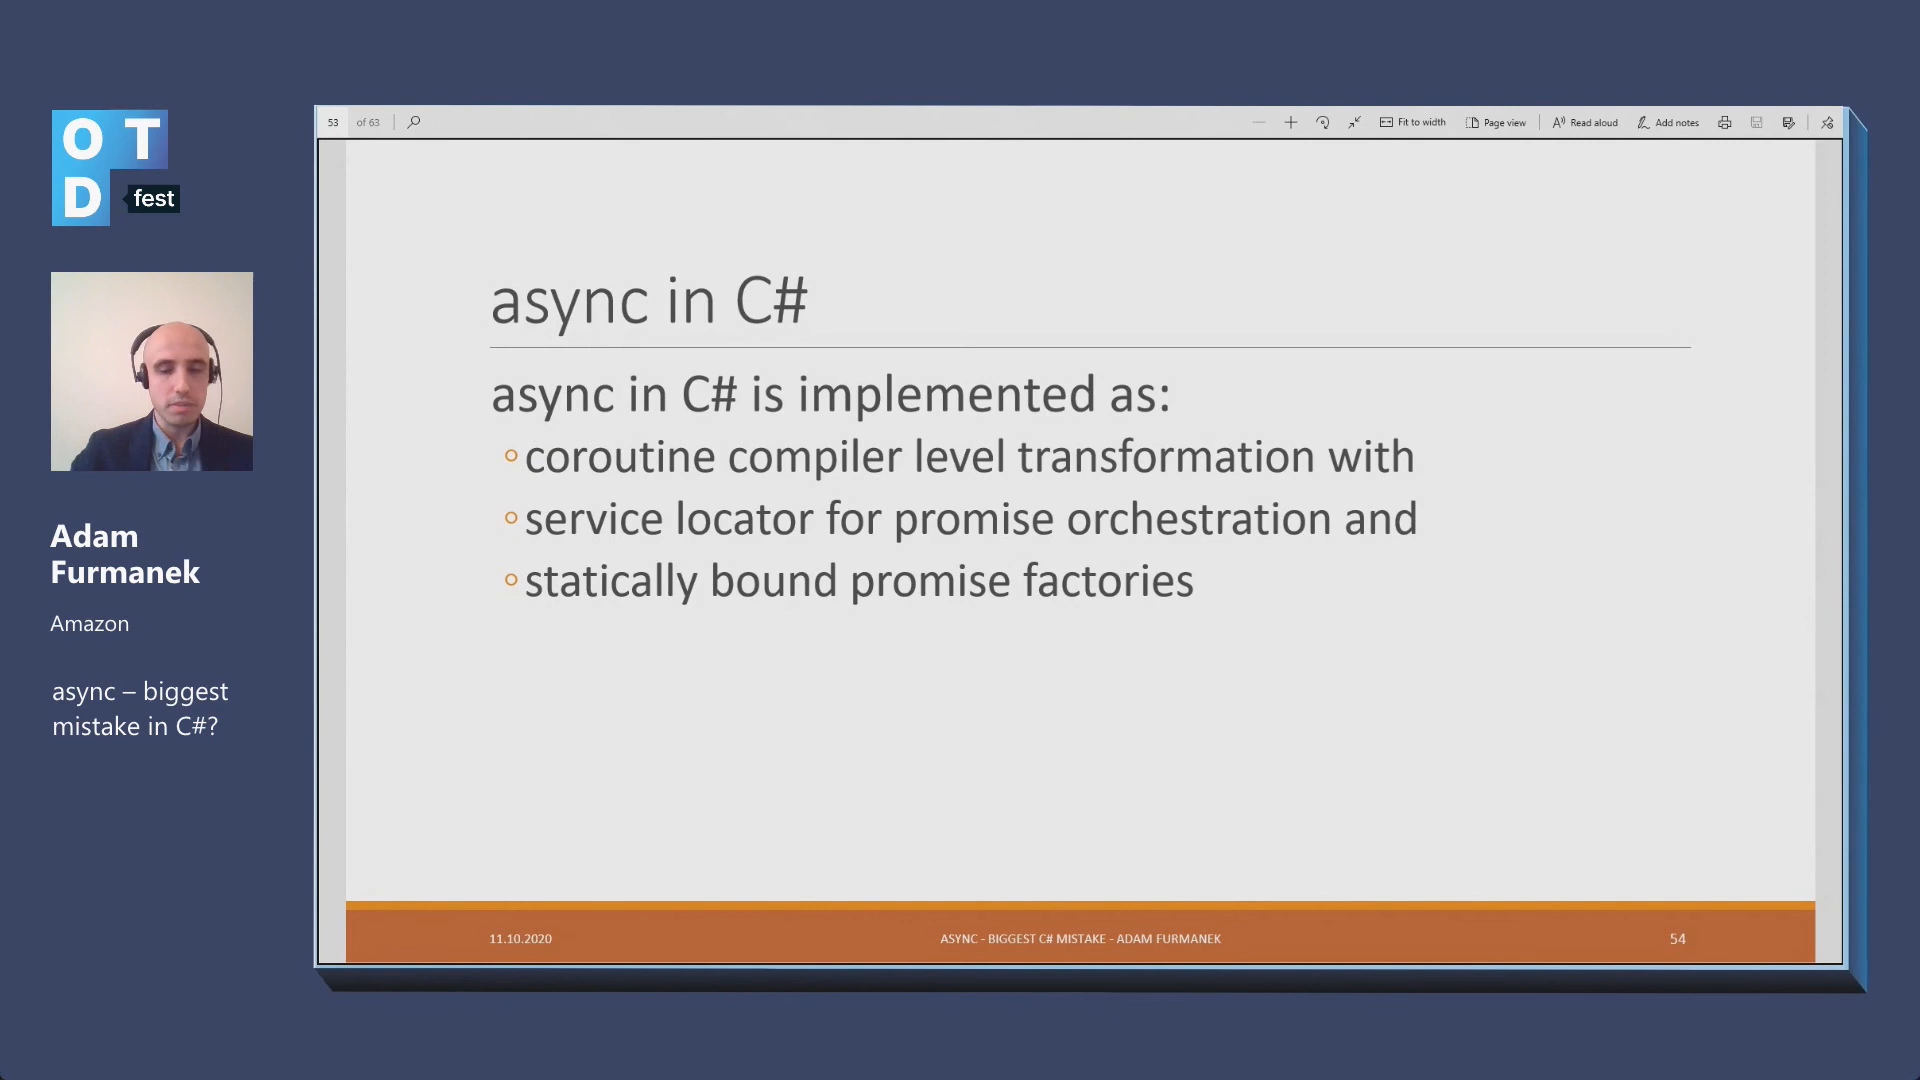 O T
D fest
Adam
Furmanek
Amazon
async – biggest
mistake in C#?
53 of 63 Fit to width Page view Read aloud Add notes
async in C#
async in C# is implemented as:
coroutine compiler level transformation with
service locator for promise orchestration and
statically bound promise factories
11.10.2020 ASYNC - BIGGEST C# MISTAKE - ADAM FURMANEK 54